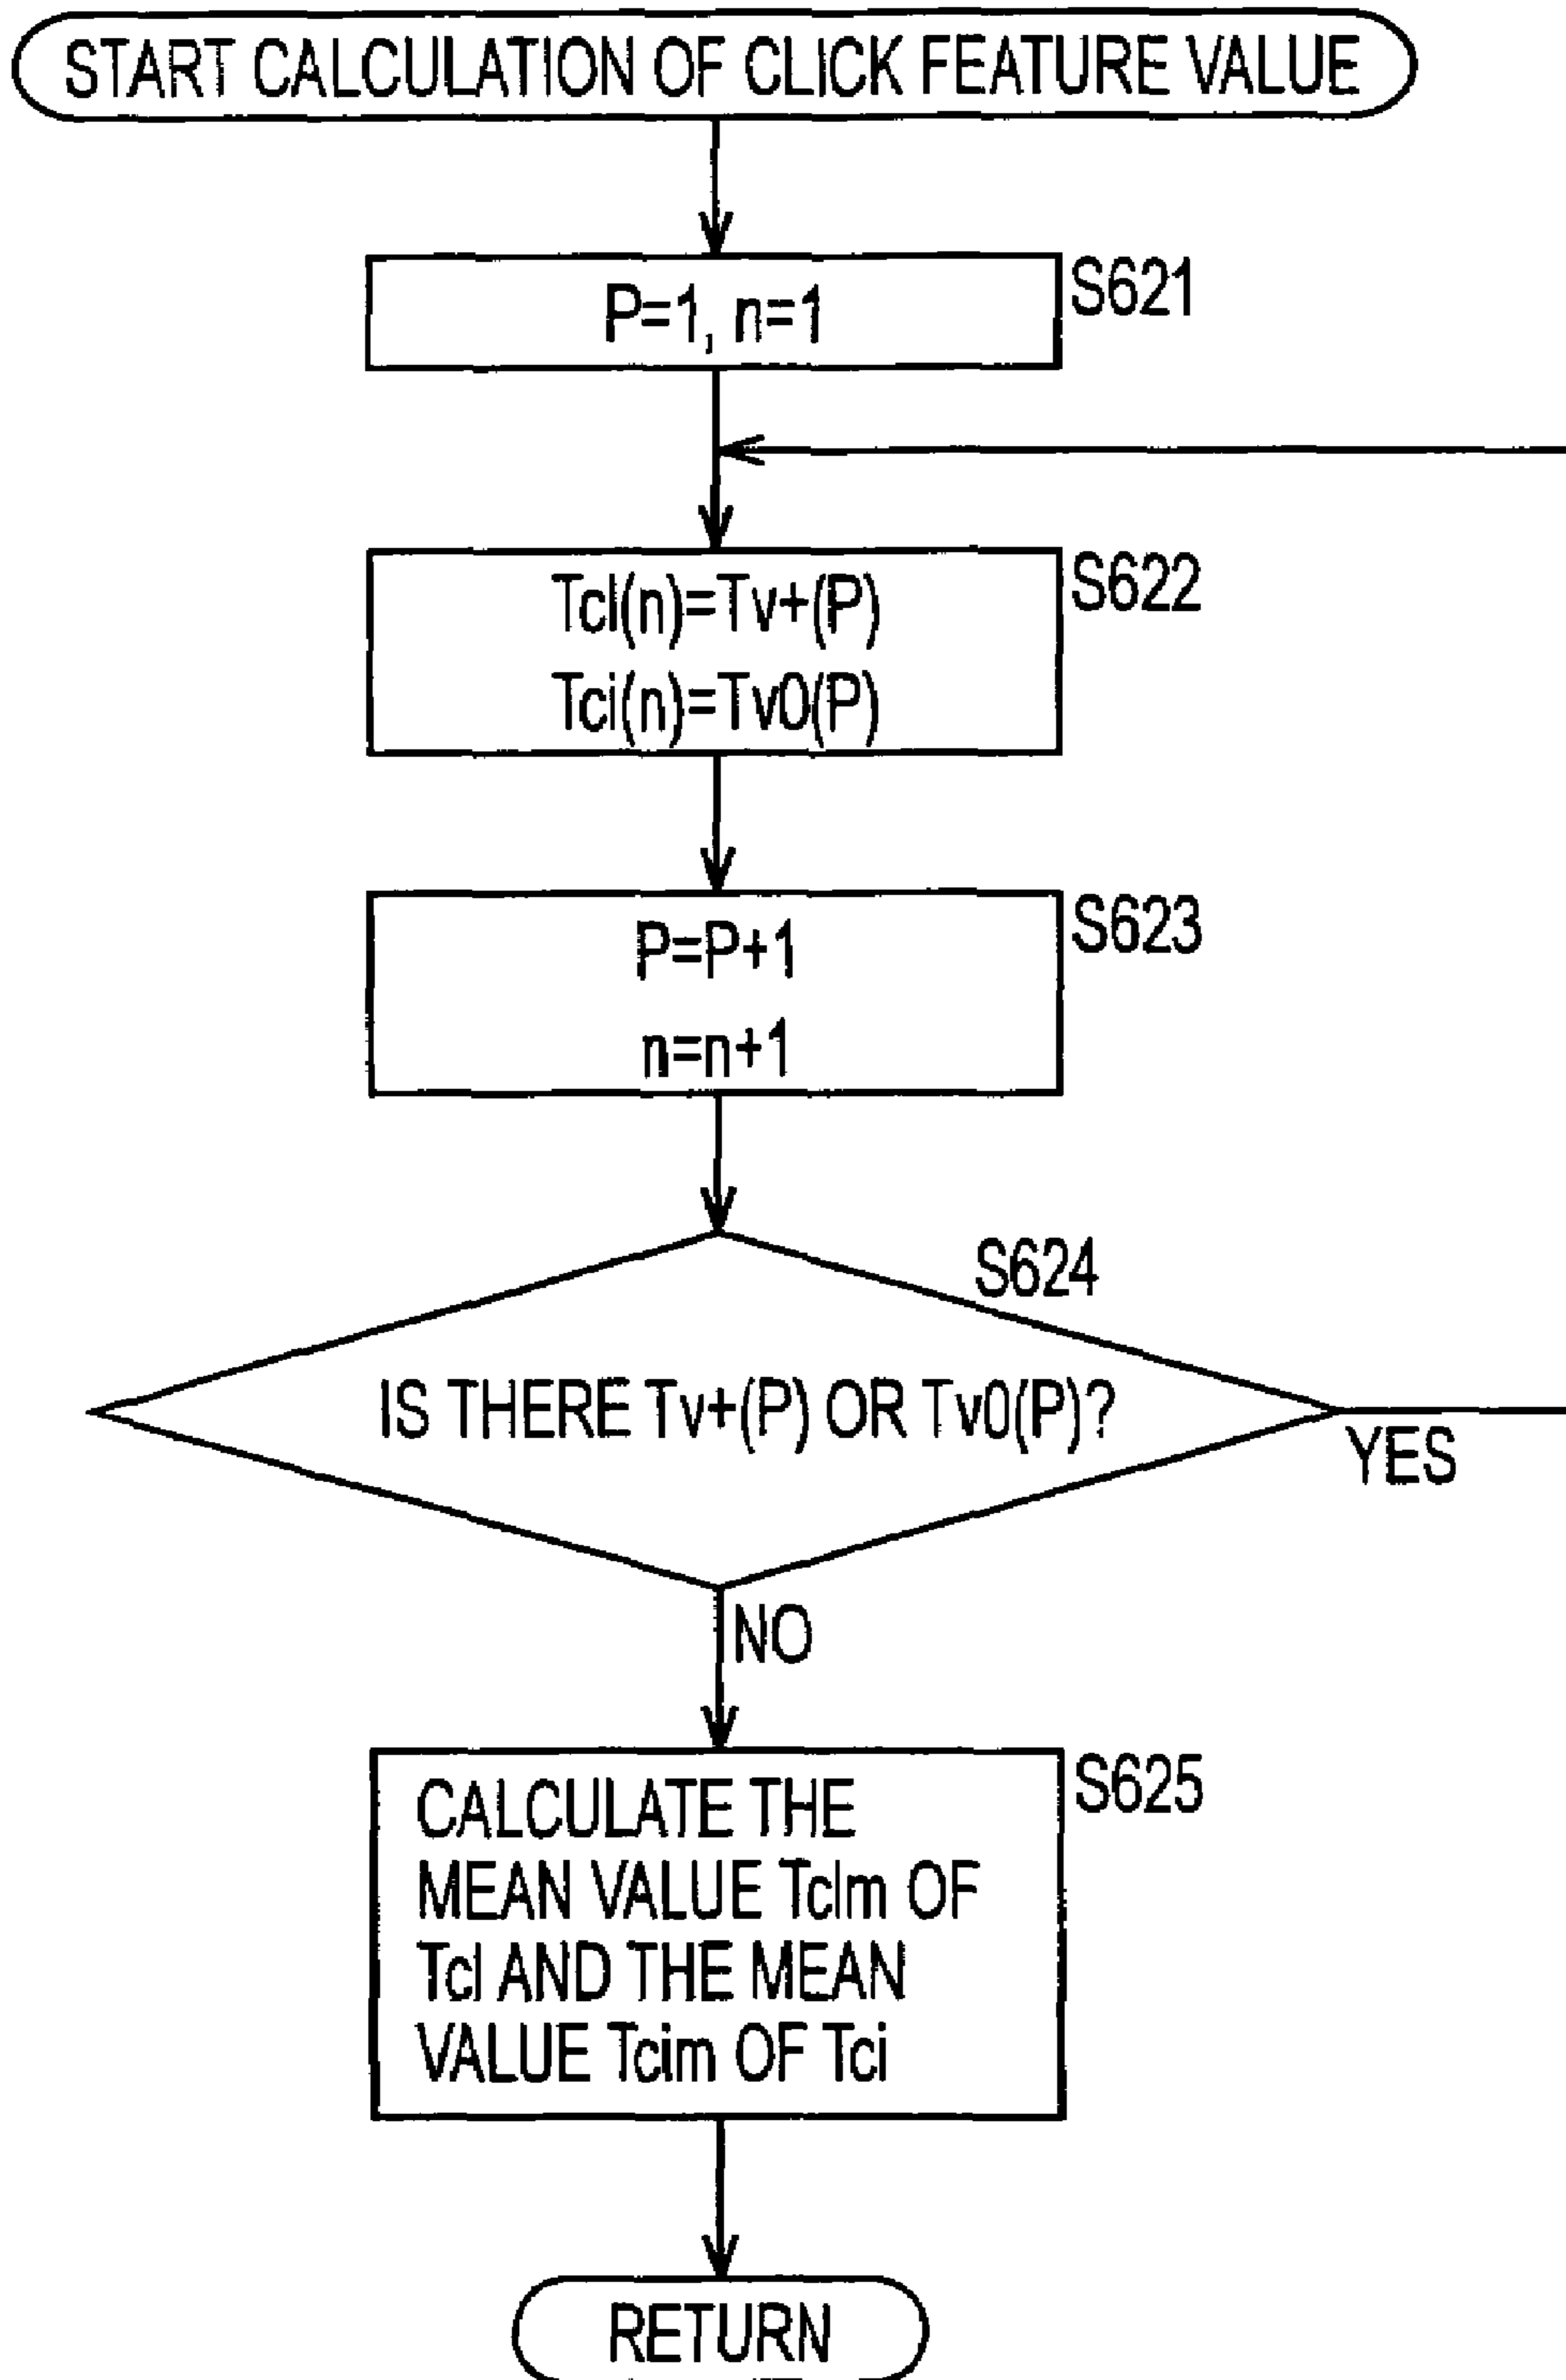 START CALCULATION OF CLICK FEATURE VALUE
P=1, n=1
S621
Tcl(n)=Tv+(P)
Tci(n)=Tv0(P)
S622
P=P+1
n=n+1
S623
S624
IS THERE Tv+(P) OR Tv0(P)?
YES
NO
CALCULATE THE
MEAN VALUE Tclm OF
Tcl AND THE MEAN
VALUE Tcim OF Tci
S625
RETURN